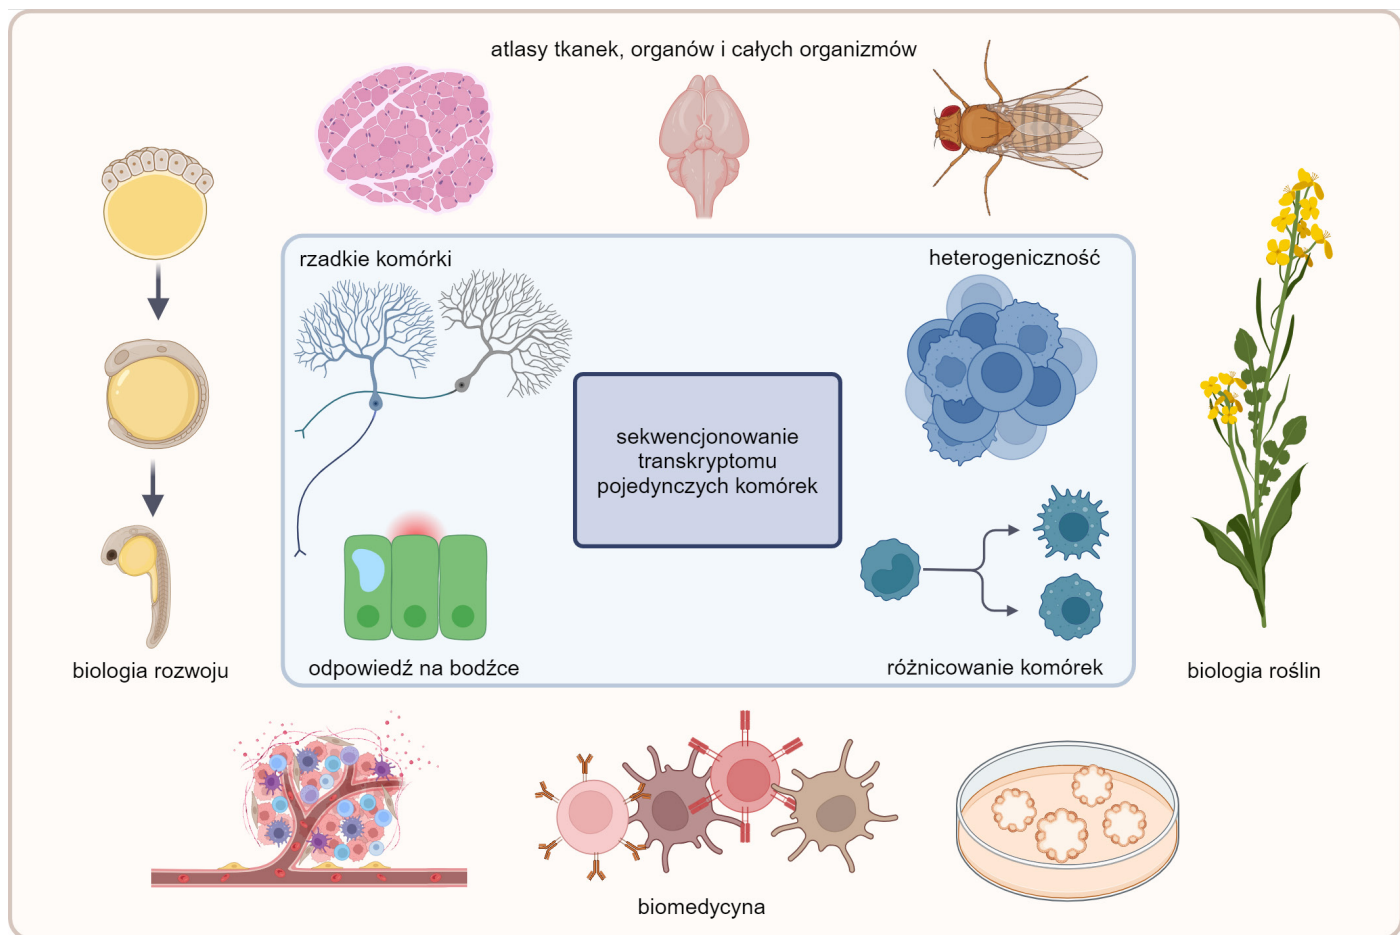 atlasy tkanek, organów i całych organizmów
rzadkie komórki
heterogeniczność
sekwencjonowanie
transkryptomu
pojedynczych komórek
biologia rozwoju
odpowiedź na bodźce
różnicowanie komórek
biologia roślin
biomedycyna